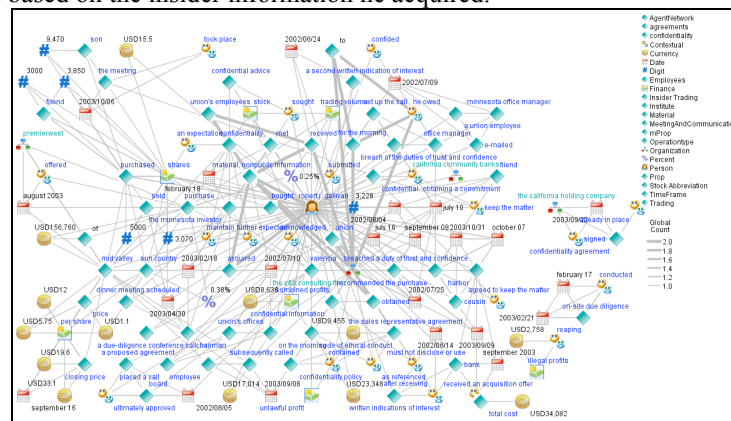 based on the insider information he acquired.
9,470
son
USD15.5
took place
2002/06/24
to
confided
3000
3,850
the meeting
confidential advice
a second written indication of interest
2002/07/09
friend
2003/10/06
union's employees
stock
sought
trading volume
set up the call
he owed
minnesota office manager
a union employee
premierwest
an expectation
confidentiality
met
received
for the morning
office manager
e-mailed
breach of the duties of trust and confidence
offered
purchased
shares
material, nonpublic information
0.25%
submitted
california community banks
friend
february 18
confidential
obtaining a commitment
the california holding company
august 2003
sold
purchase
bought
robert
gallivan
3,228
july 10
keep the matter
2003/09/22
already in place
USD156,760
of
5000
the minnesota investor
3,070
maintain
further expected
acknowledged
2002/08/04
union
july 16
september 08
2003/10/31
october 07
signed
confidentiality agreement
mid valley
sun country
2003/02/18
acquired
2002/07/10
valentia
breached a duty of trust and confidence
the caib consulting firm
recommended the purchase
harbor
february 17
conducted
USD12
price
dinner meeting scheduled
0.38%
USD8,636
combined profits
2002/07/25
agreed to keep the matter
2003/04/30
confidential information
obtained
cousin
2003/02/21
on-site due diligence
USD5.75
per share
USD1.1
union's offices
USD9,455
the sales representative agreement
USD2,758
reaping
USD19.6
a due-diligence conference call
chairman
on the morning
code of ethical conduct
2002/06/14
2003/09/09
a proposed agreement
subsequently called
contained
must not disclose or use
september 2003
illegal profits
closing price
placed a call
employee
confidentiality policy
as referenced
bank
USD33.1
board
USD17,014
2003/09/08
USD23,348
after receiving
received an acquisition offer
september 16
ultimately approved
2002/08/05
unlawful profit
written indications of interest
total cost
USD34,082
AgentNetwork
agreements
confidentiality
Contextual
Currency
Date
Digit
Employees
Finance
Insider Trading
Institute
Material
MeetingAndCommunication
mProp
Operationtype
Organization
Percent
Person
Prop
Stock Abbreviation
TimeFrame
Trading
Global
Count
2.0
1.8
1.6
1.4
1.2
1.0